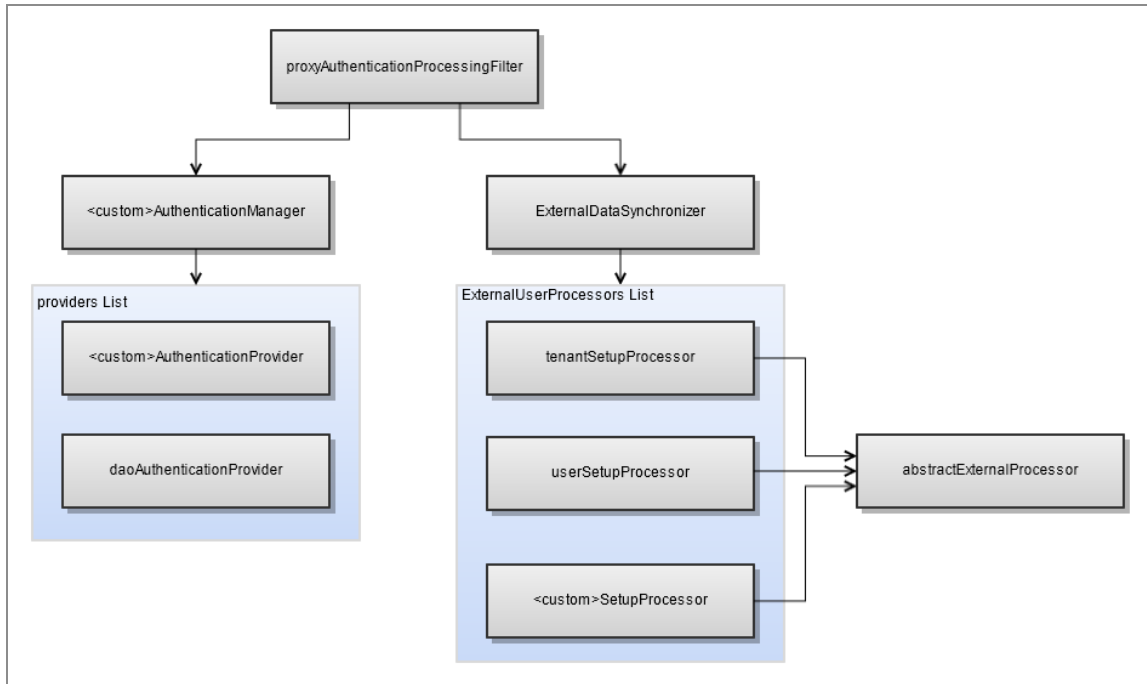 proxyAuthenticationProcessingFilter
<custom>AuthenticationManager
ExternalDataSynchronizer
providers List
<custom>AuthenticationProvider
daoAuthenticationProvider
ExternalUserProcessors List
tenantSetupProcessor
userSetupProcessor
<custom>SetupProcessor
abstractExternalProcessor